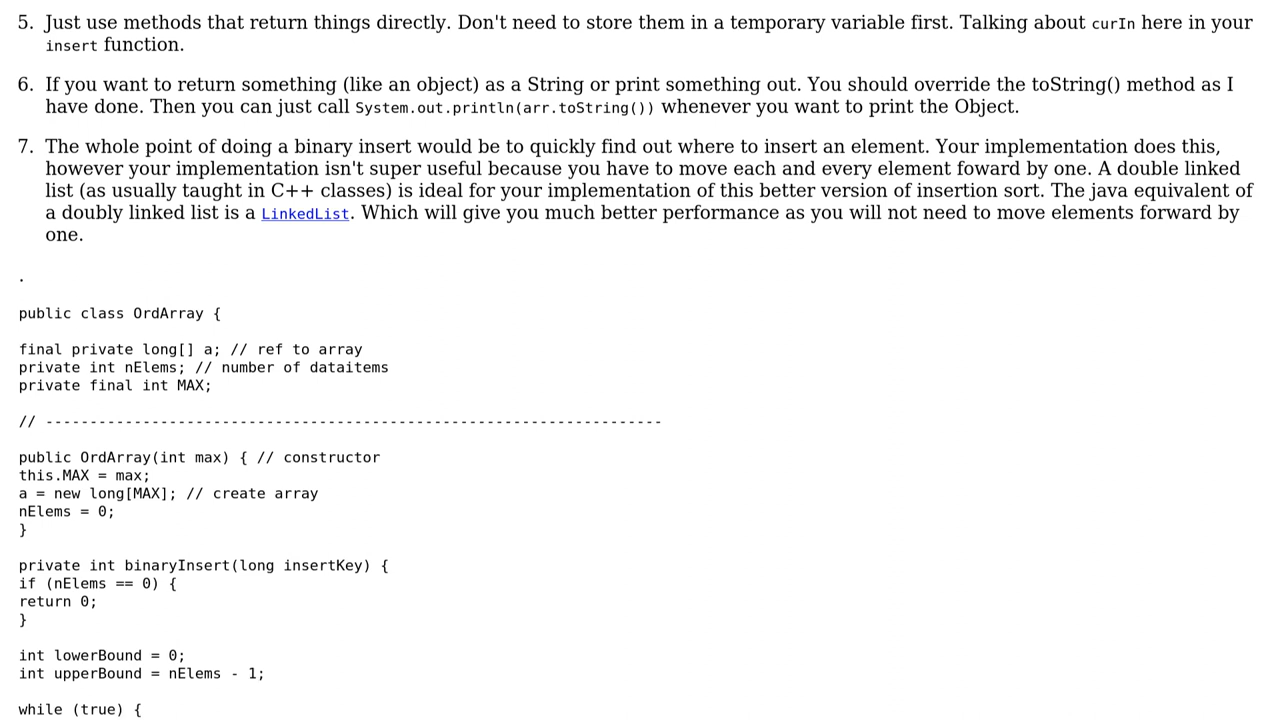 5. Just use methods that return things directly. Don't need to store them in a temporary variable first. Talking about curIn here in your
insert function.
6. If you want to return something (like an object) as a String or print something out. You should override the toString() method as I
have done. Then you can just call System.out.println(arr.toString()) whenever you want to print the Object.
7. The whole point of doing a binary insert would be to quickly find out where to insert an element. Your implementation does this,
however your implementation isn't super useful because you have to move each and every element foward by one. A double linked
list (as usually taught in C++ classes) is ideal for your implementation of this better version of insertion sort. The java equivalent of
a doubly linked list is a LinkedList. Which will give you much better performance as you will not need to move elements forward by
one.
.
public class OrdArray {
final private long[] a; // ref to array
private int nElems; // number of dataitems
private final int MAX;
// ----------------------------------------------------------------------
public OrdArray(int max) { // constructor
this.MAX = max;
a = new long[MAX]; // create array
nElems = 0;
}
private int binaryInsert(long insertKey) {
if (nElems == 0) {
return 0;
}
int lowerBound = 0;
int upperBound = nElems - 1;
while (true) {